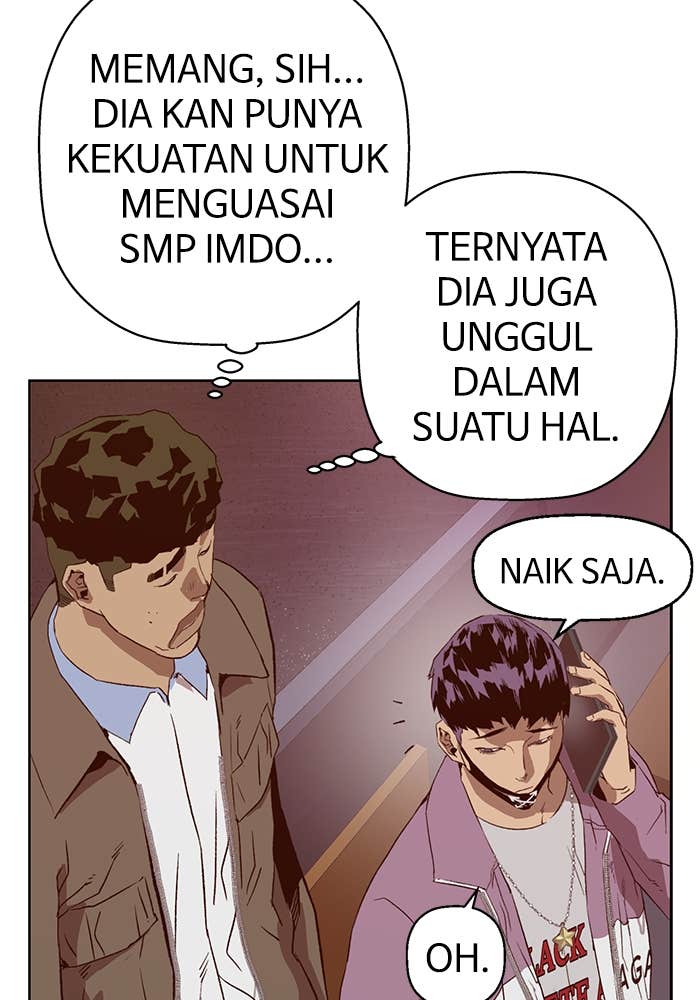 MEMANG, SIH...
DIA KAN PUNYA
KEKUATAN UNTUK
MENGUASAI
SMP IMDO...
TERNYATA
DIA JUGA
UNGGUL
DALAM
SUATU HAL.
NAIK SAJA.
OH.
BLACK